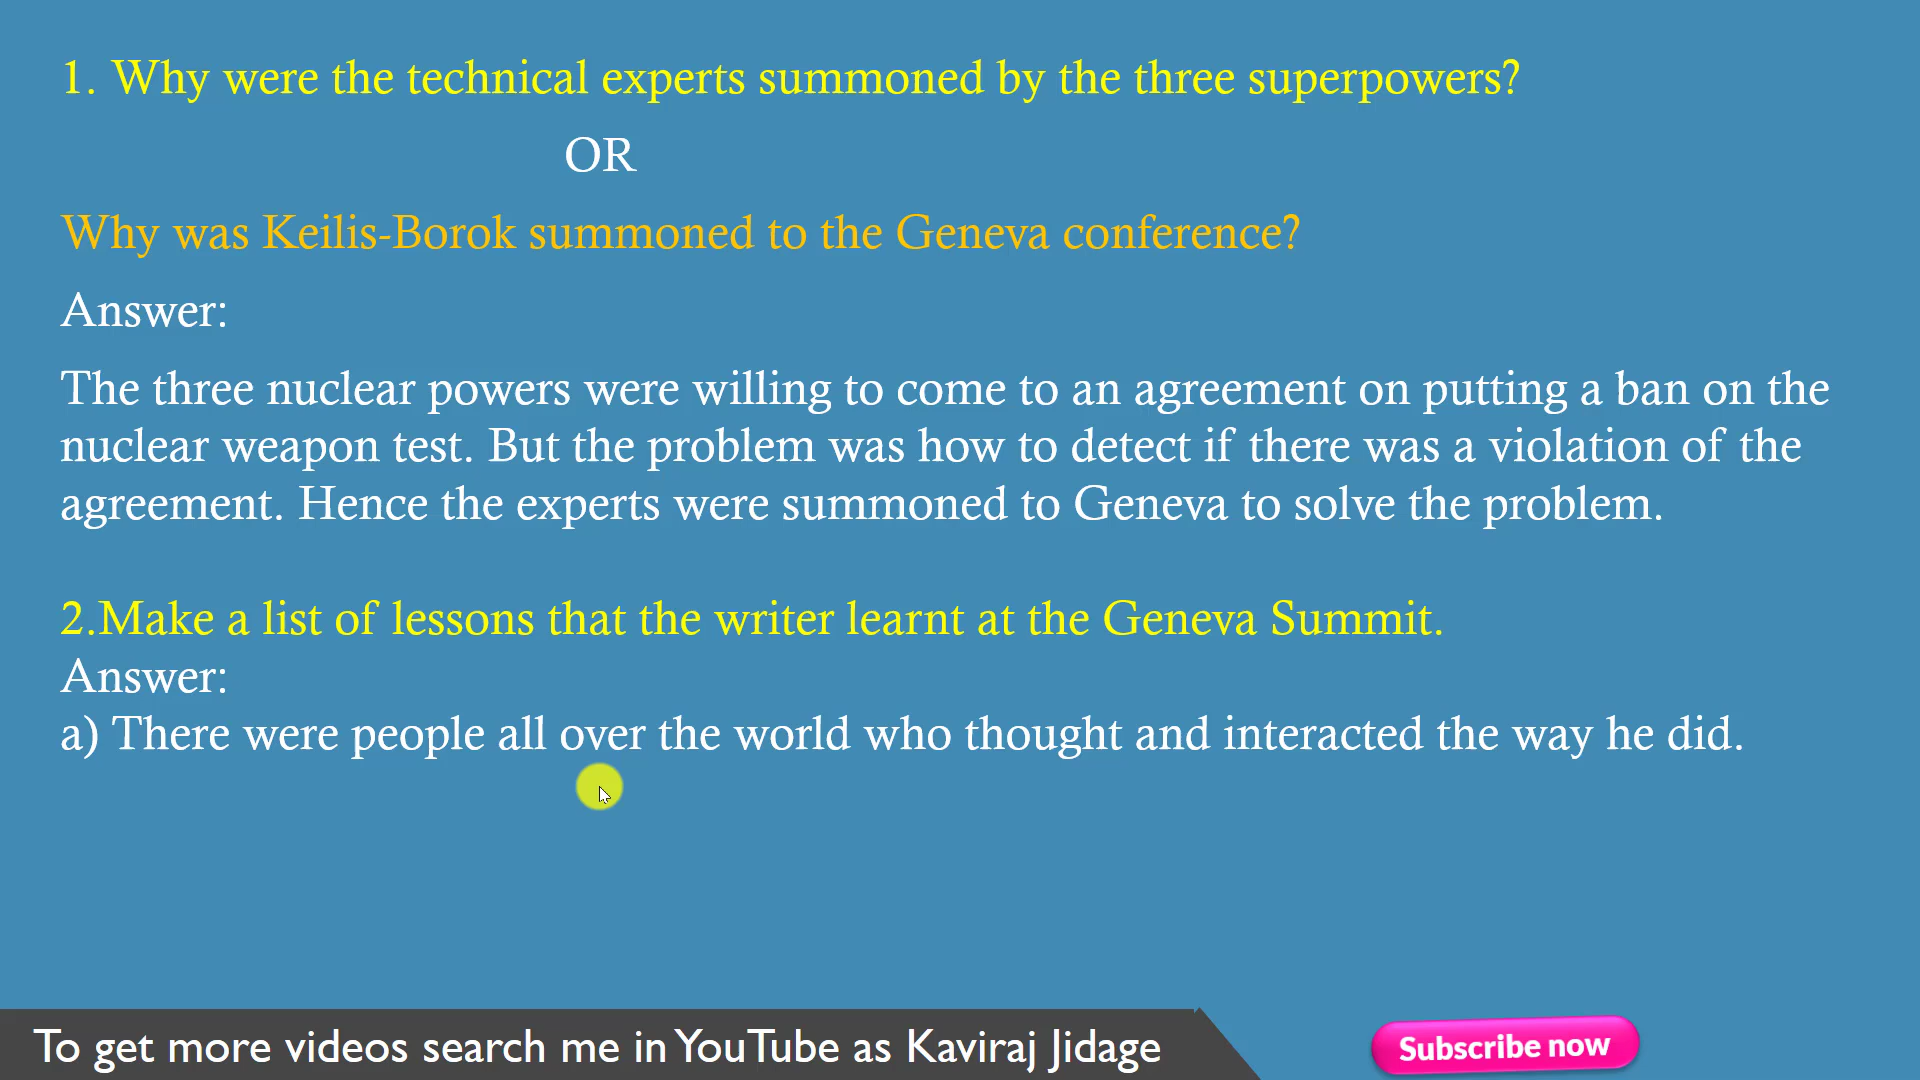 1. Why were the technical experts summoned by the three superpowers?
OR
Why was Keilis-Borok summoned to the Geneva conference?
Answer:
The three nuclear powers were willing to come to an agreement on putting a ban on the
nuclear weapon test. But the problem was how to detect if there was a violation of the
agreement. Hence the experts were summoned to Geneva to solve the problem.
2.Make a list of lessons that the writer learnt at the Geneva Summit.
Answer:
a) There were people all over the world who thought and interacted the way he did.
To get more videos search me in YouTube as Kaviraj Jidage
Subscribe now